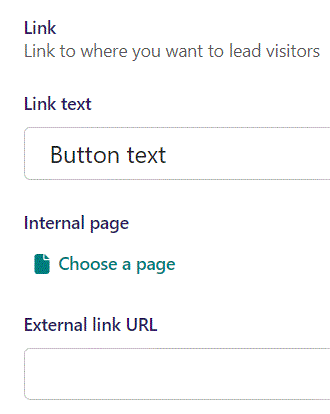 Link
Link to where you want to lead visitors
Link text
Button text
Internal page
Choose a page
External link URL